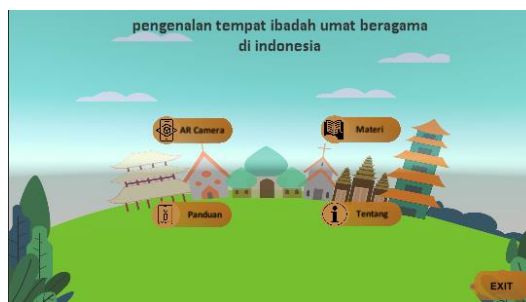 pengenalan tempat ibadah umat beragama
di indonesia
AR Camera
Materi
Panduan
Tentang
EXIT